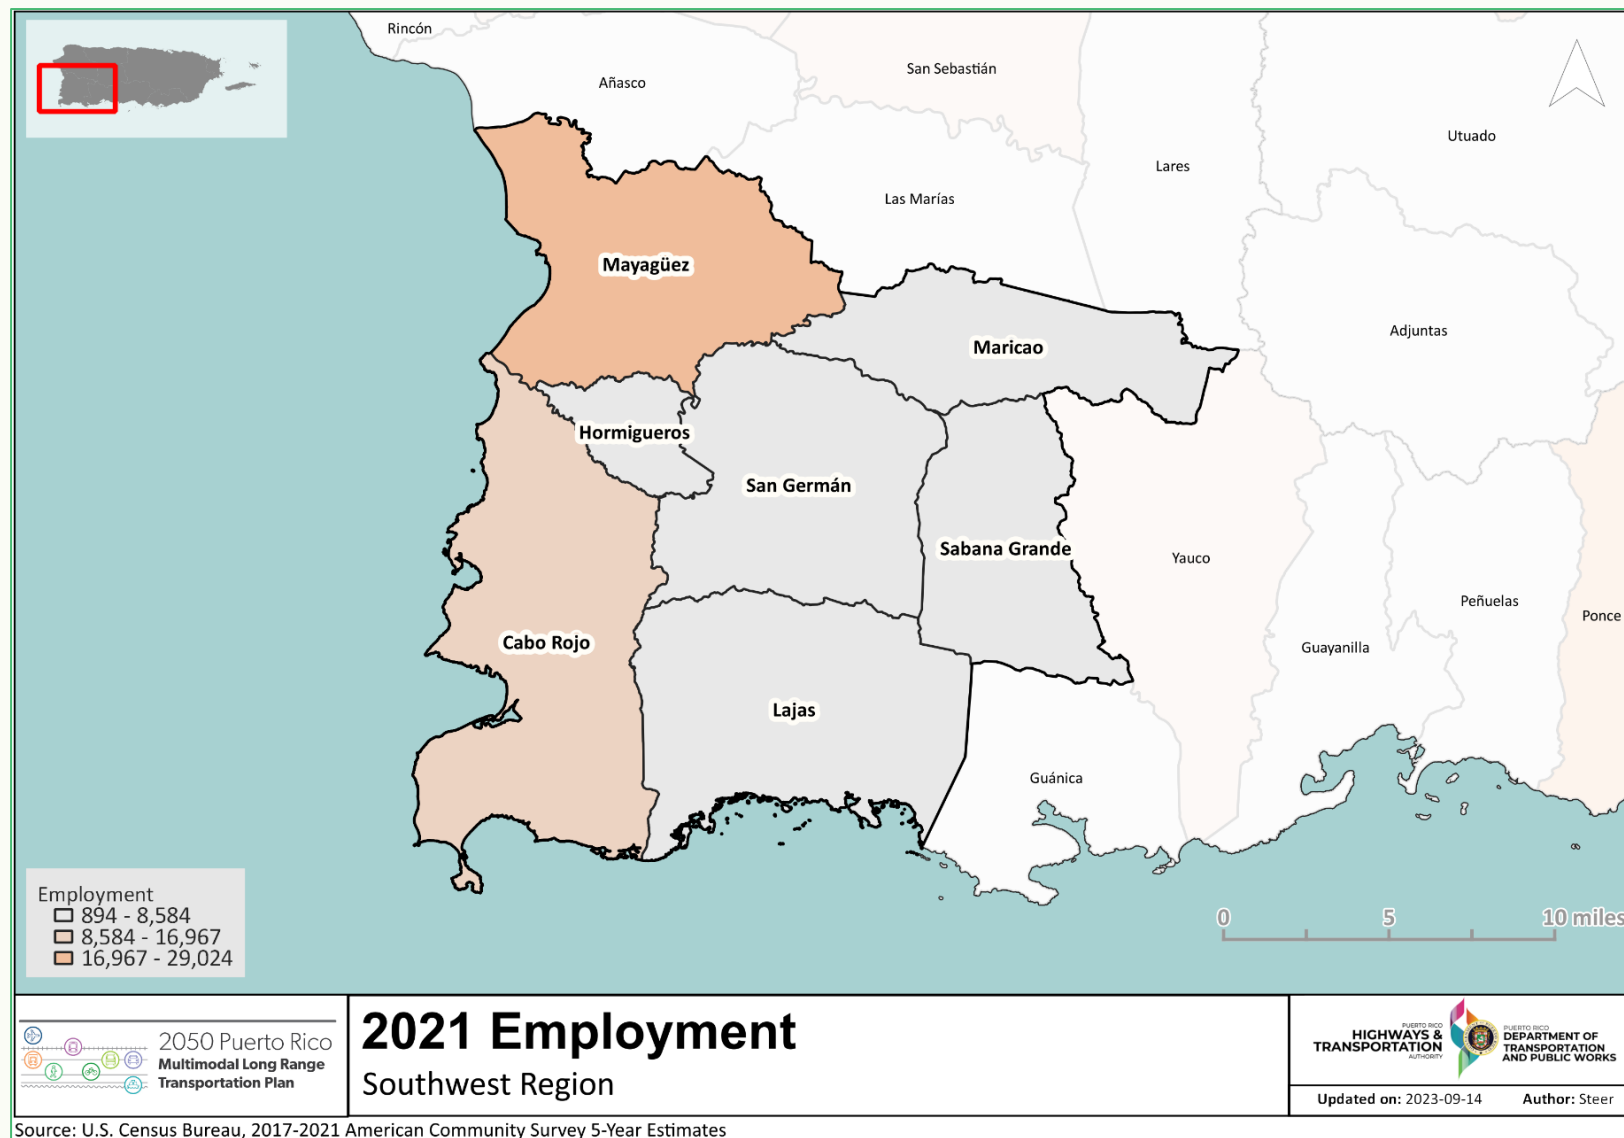 Rincón
Añasco
San Sebastián
Utuado
Lares
Las Marías
Mayagüez
Adjuntas
Maricao
Hormigueros
San Germán
Sabana Grande
Yauco
Peñuelas
Ponce
Cabo Rojo
Guayanilla
Lajas
Guánica
Employment
894 - 8,584
8,584 - 16,967
16,967 - 29,024
0 5 10 miles
2050 Puerto Rico
Multimodal Long Range
Transportation Plan
2021 Employment
Southwest Region
PUERTO RICO
HIGHWAYS &
TRANSPORTATION
AUTHORITY
PUERTO RICO
DEPARTMENT OF
TRANSPORTATION
AND PUBLIC WORKS
Updated on: 2023-09-14 Author: Steer
Source: U.S. Census Bureau, 2017-2021 American Community Survey 5-Year Estimates